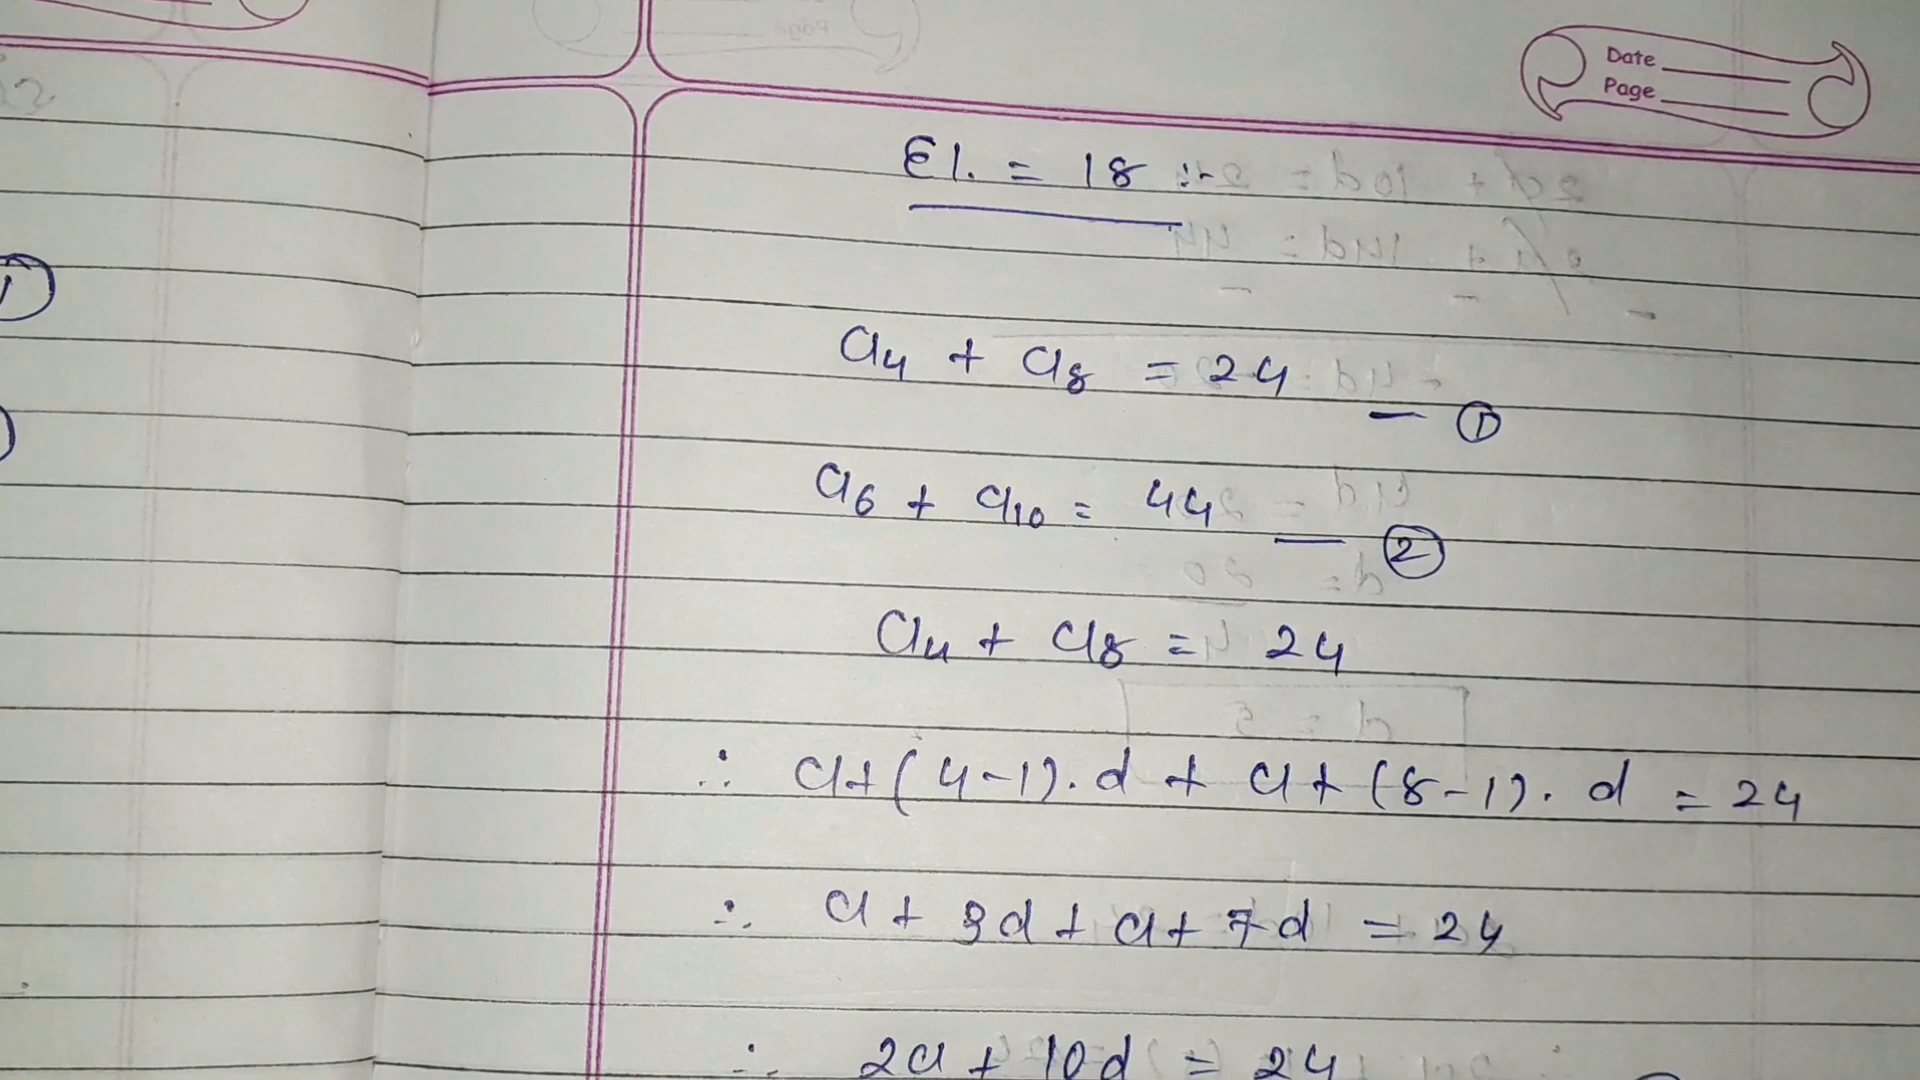 Date
Page
E1. = 18 :-
a4 + a8 = 24 — ①
a6 + a10 = 44 — ②
a4 + a8 = 24
∴ a+(4-1).d + a+(8-1).d = 24
∴ a + 3d + a + 7d = 24
∴ 2a + 10d = 24